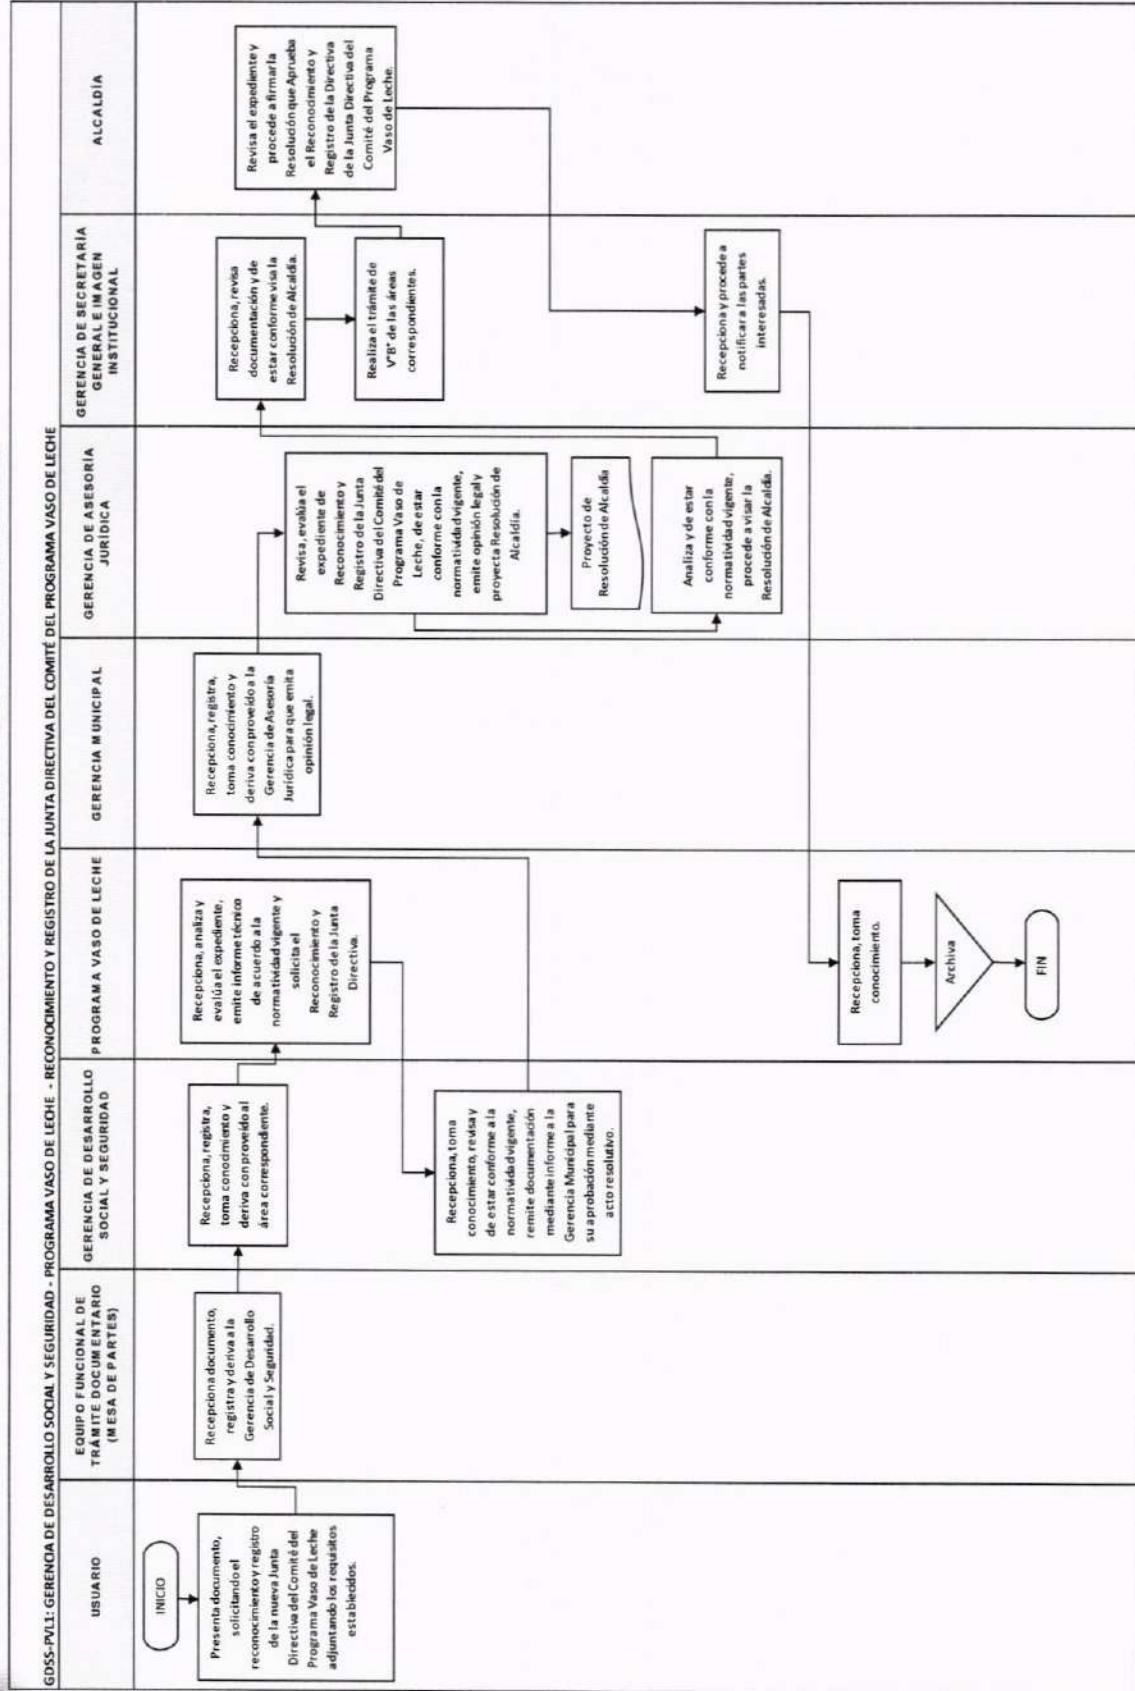 GDSS-PVL1: GERENCIA DE DESARROLLO SOCIAL Y SEGURIDAD - PROGRAMA VASO DE LECHE - RECONOCIMIENTO Y REGISTRO DE LA JUNTA DIRECTIVA DEL COMITÉ DEL PROGRAMA VASO DE LECHE
USUARIO
EQUIPO FUNCIONAL DE
TRÁMITE DOCUMENTARIO
(MESA DE PARTES)
GERENCIA DE DESARROLLO
SOCIAL Y SEGURIDAD
PROGRAMA VASO DE LECHE
GERENCIA MUNICIPAL
GERENCIA DE ASESORÍA
JURÍDICA
GERENCIA DE SECRETARÍA
GENERAL E IMAGEN
INSTITUCIONAL
ALCALDÍA
INICIO
Presenta documento,
solicitando el
reconocimiento y registro
de la nueva Junta
Directiva del Comité del
Programa Vaso de Leche
adjuntando los requisitos
establecidos.
Recepciona documento,
registra y deriva a la
Gerencia de Desarrollo
Social y Seguridad.
Recepciona, registra,
toma conocimiento y
deriva con proveído al
área correspondiente.
Recepciona, analiza y
evalúa el expediente,
emite informe técnico
de acuerdo a la
normatividad vigente y
solicita el
Reconocimiento y
Registro de la Junta
Directiva.
Recepciona, toma
conocimiento, revisa y
de estar conforme a la
normatividad vigente,
remite documentación
mediante informe a la
Gerencia Municipal para
su aprobación mediante
acto resolutivo.
Recepciona, registra,
toma conocimiento y
deriva con proveído a la
Gerencia de Asesoría
Jurídica para que emita
opinión legal.
Revisa, evalúa el
expediente de
Reconocimiento y
Registro de la Junta
Directiva del Comité del
Programa Vaso de
Leche, de estar
conforme con la
normatividad vigente,
emite opinión legal y
proyecta Resolución de
Alcaldía.
Proyecto de
Resolución de Alcaldía
Analiza y de estar
conforme con la
normatividad vigente,
procede a visar la
Resolución de Alcaldía.
Recepciona, revisa
documentación y de
estar conforme visa la
Resolución de Alcaldía.
Realiza el trámite de
V°B° de las áreas
correspondientes.
Revisa el expediente y
procede a firmar la
Resolución que Aprueba
el Reconocimiento y
Registro de la Directiva
de la Junta Directiva del
Comité del Programa
Vaso de Leche.
Recepciona y procede a
notificar a las partes
interesadas.
Recepciona, toma
conocimiento.
Archiva
FIN